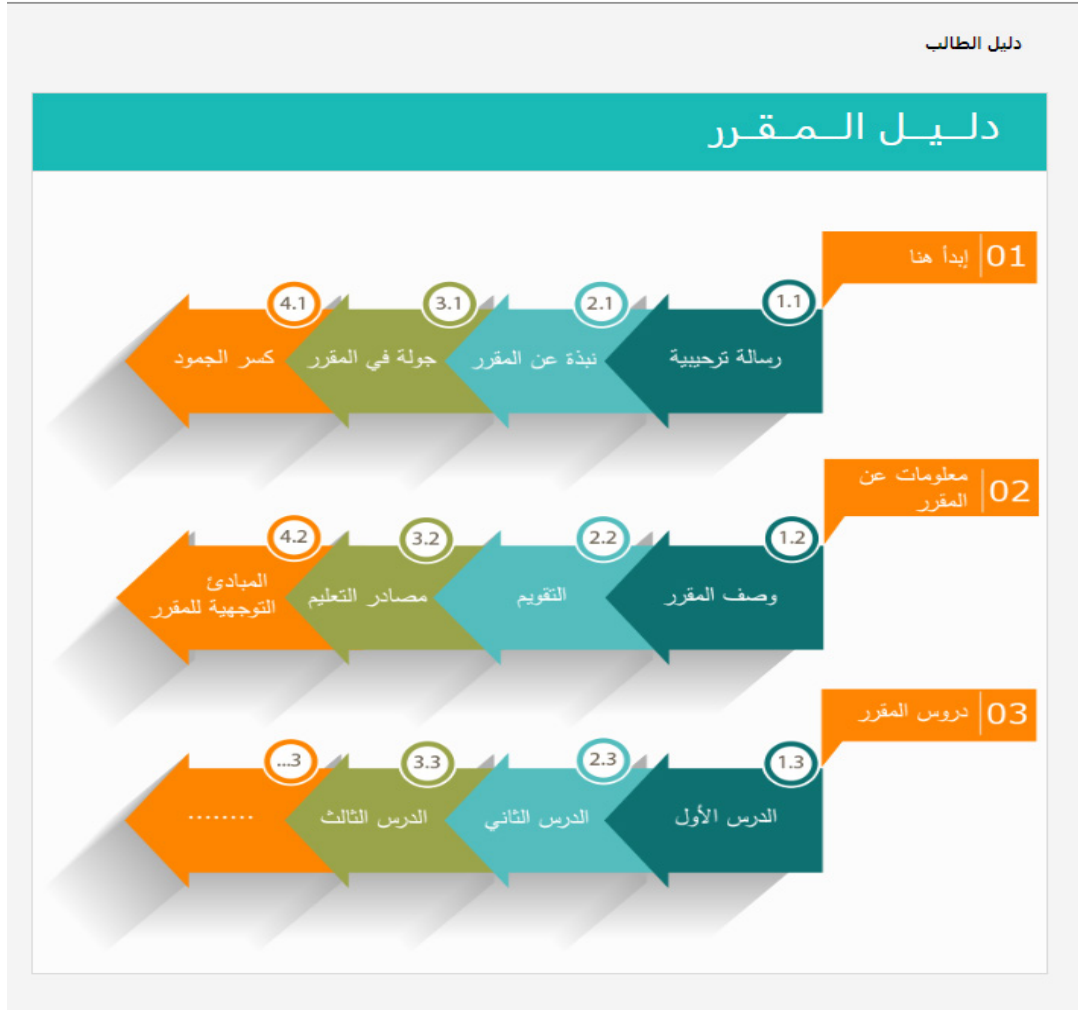 دليل الطالب
دلــيــل الــمــقــرر
01 إبدأ هنا
1.1
رسالة ترحيبية
2.1
نبذة عن المقرر
3.1
جولة في المقرر
4.1
كسر الجمود
02 معلومات عن
المقرر
1.2
وصف المقرر
2.2
التقويم
3.2
مصادر التعليم
4.2
المبادئ
التوجهية للمقرر
03 دروس المقرر
1.3
الدرس الأول
2.3
الدرس الثاني
3.3
الدرس الثالث
...3
........